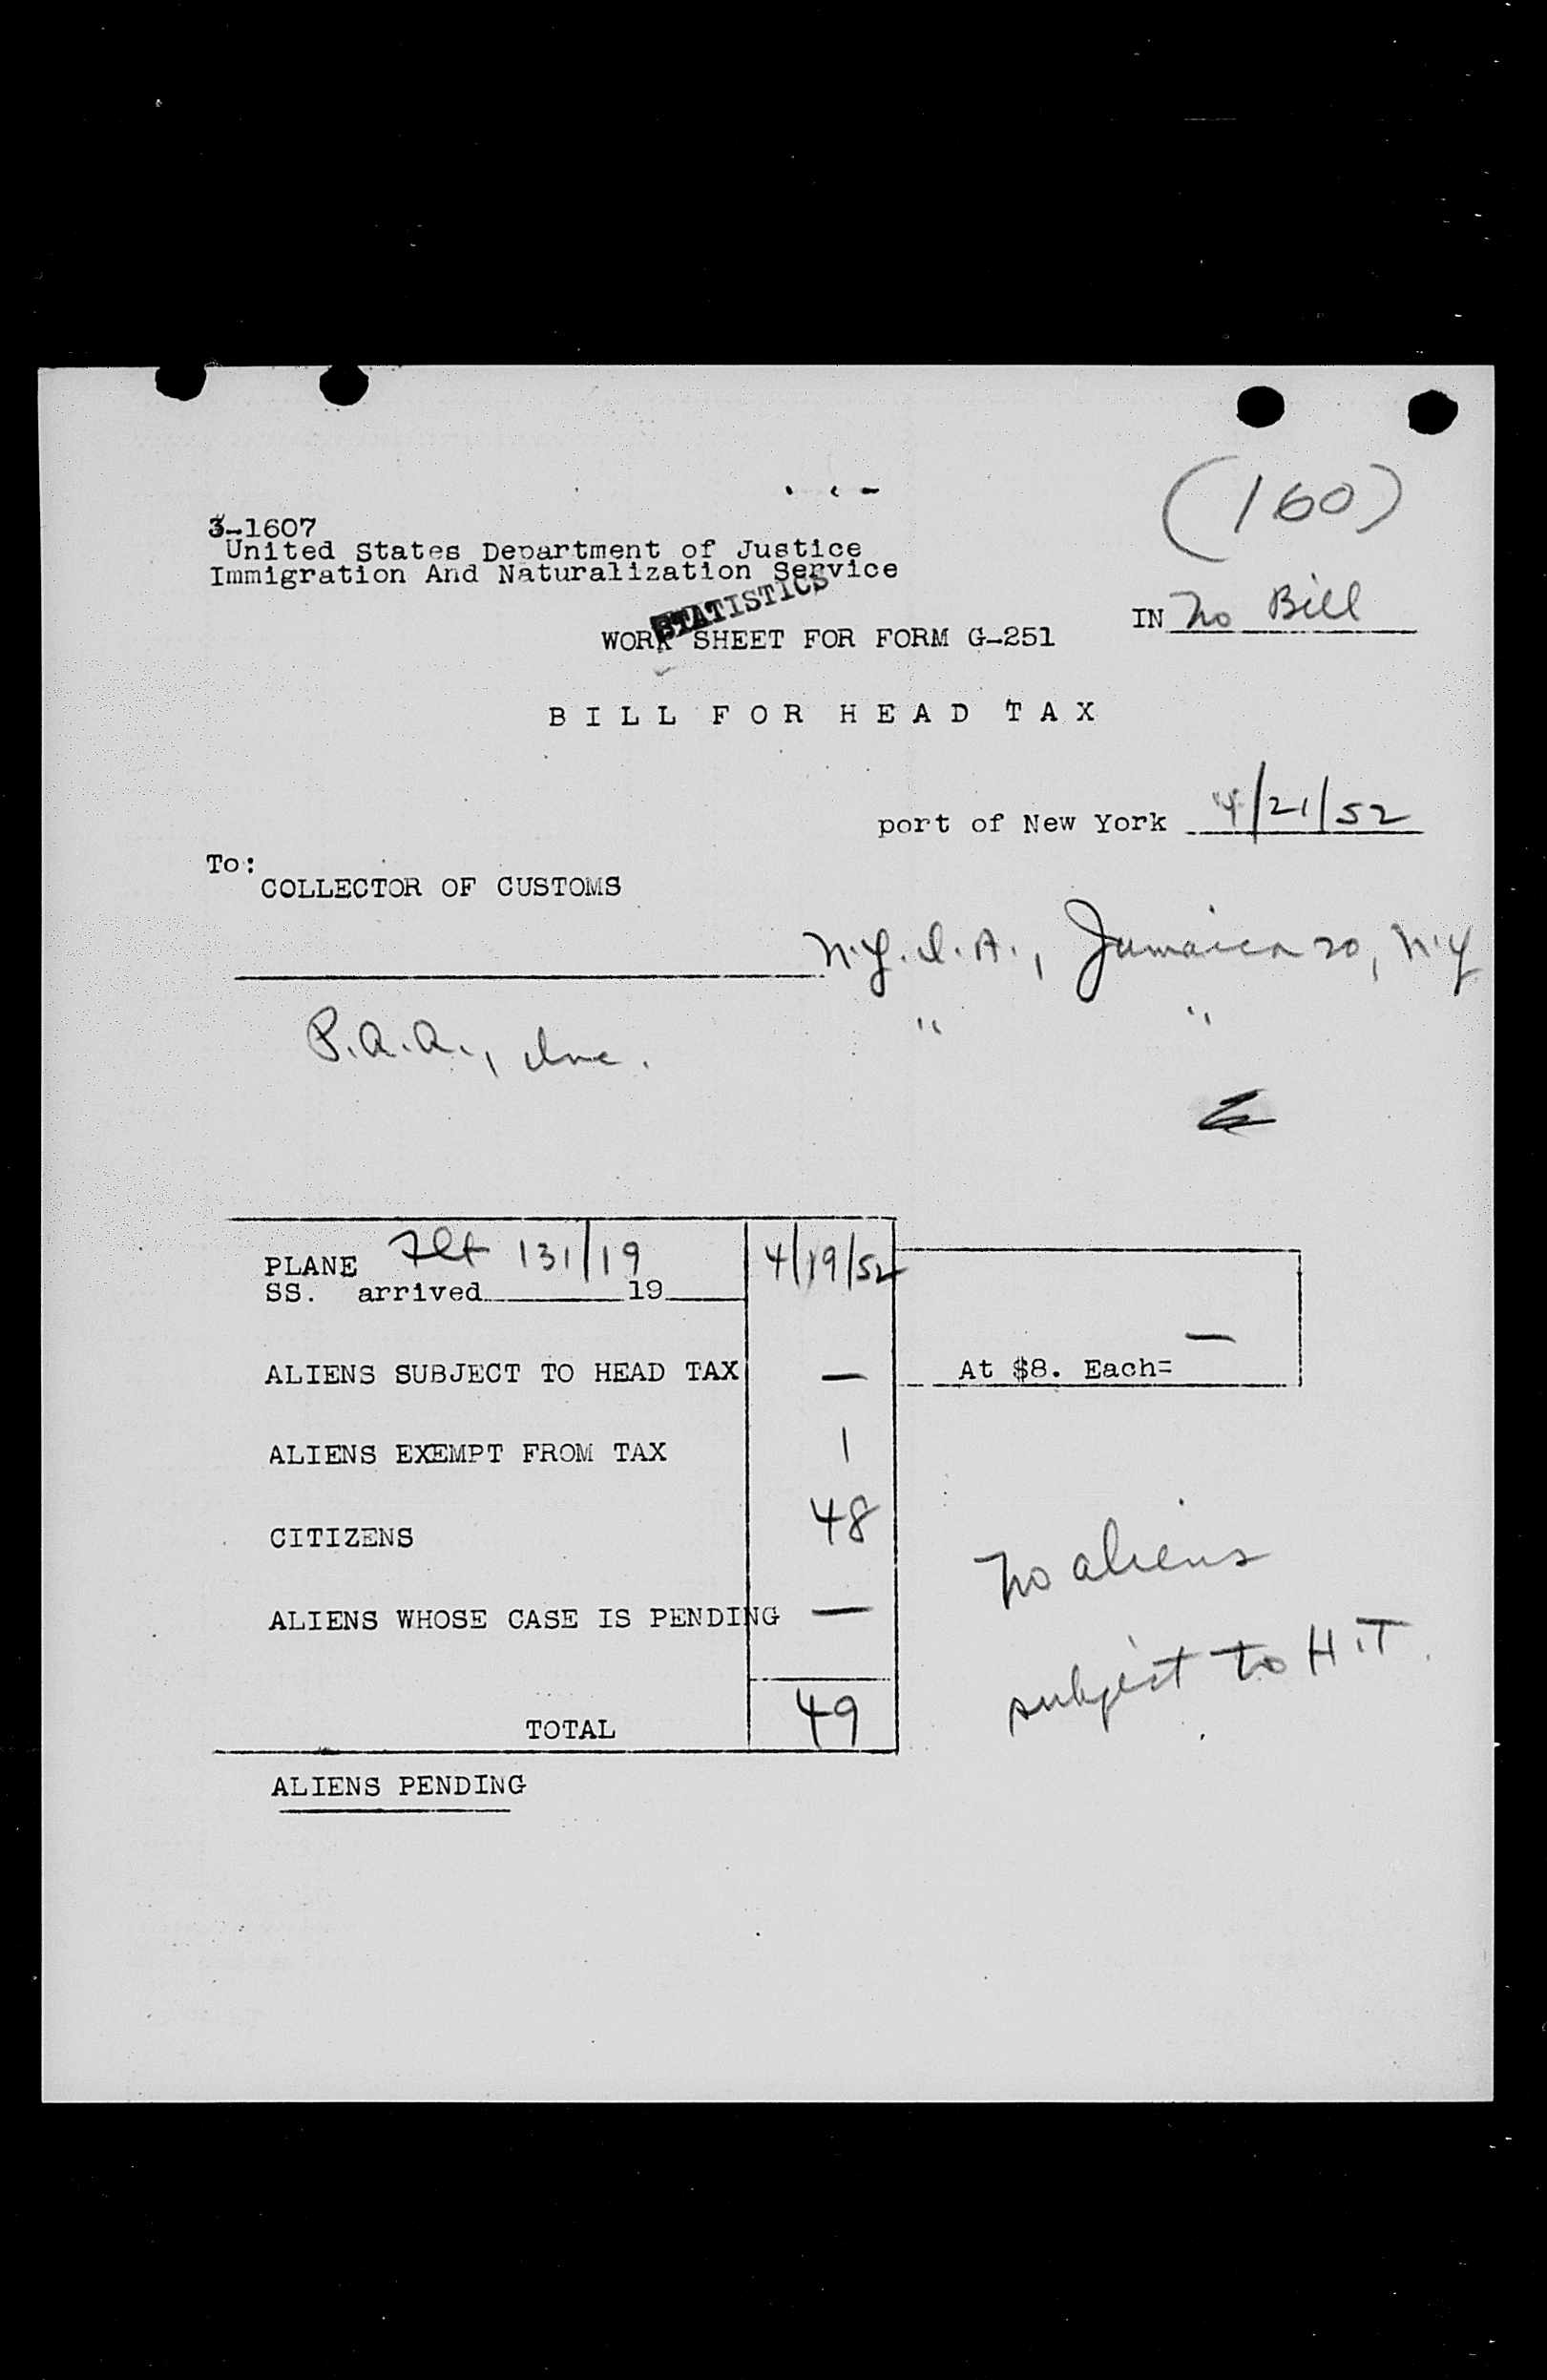 (160)
3-1607
United States Department of Justice
Immigration And Naturalization Service
STATISTICS
IN No Bill
WORK SHEET FOR FORM G-251
BILL FOR HEAD TAX
port of New York 4/21/52
To:
COLLECTOR OF CUSTOMS
N.Y.I.A., Jamaica 20, N.Y
P.A.A., Inc. " "
PLANE Flt 131/19 4/19/52
SS. arrived 19
—
ALIENS SUBJECT TO HEAD TAX — At $8. Each=
ALIENS EXEMPT FROM TAX 1
CITIZENS 48
No aliens
ALIENS WHOSE CASE IS PENDING —
subject to H.T.
TOTAL 49
ALIENS PENDING